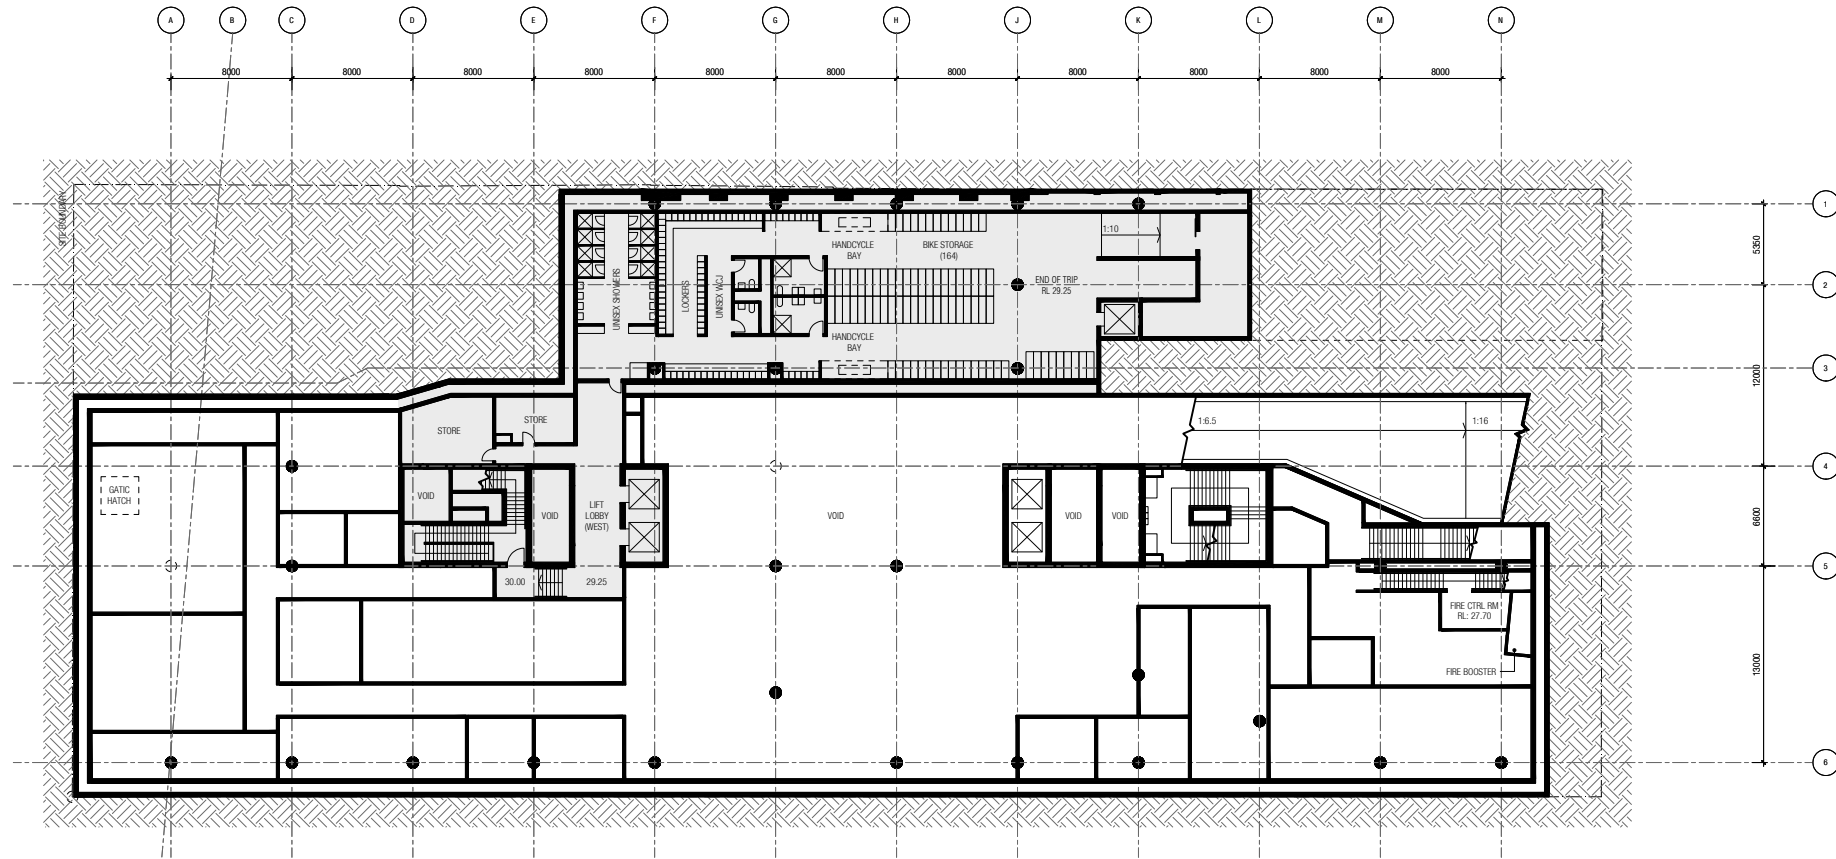 A B C D E F G H J K L M N
8000 8000 8000 8000 8000 8000 8000 8000 8000 8000 8000
SITE BOUNDARY
1
5350
2
12000
3
4
6600
5
13000
6
1:10
HANDCYCLE
BAY
BIKE STORAGE
(164)
END OF TRIP
RL 29.25
UNISEX SHOWERS
LOCKERS
UNISEX WC
HANDCYCLE
BAY
STORE
STORE
1:6.5
1:16
GATIC
HATCH
VOID
VOID
LIFT
LOBBY
(WEST)
VOID
VOID
VOID
30.00
29.25
FIRE CTRL RM
RL: 27.70
FIRE BOOSTER